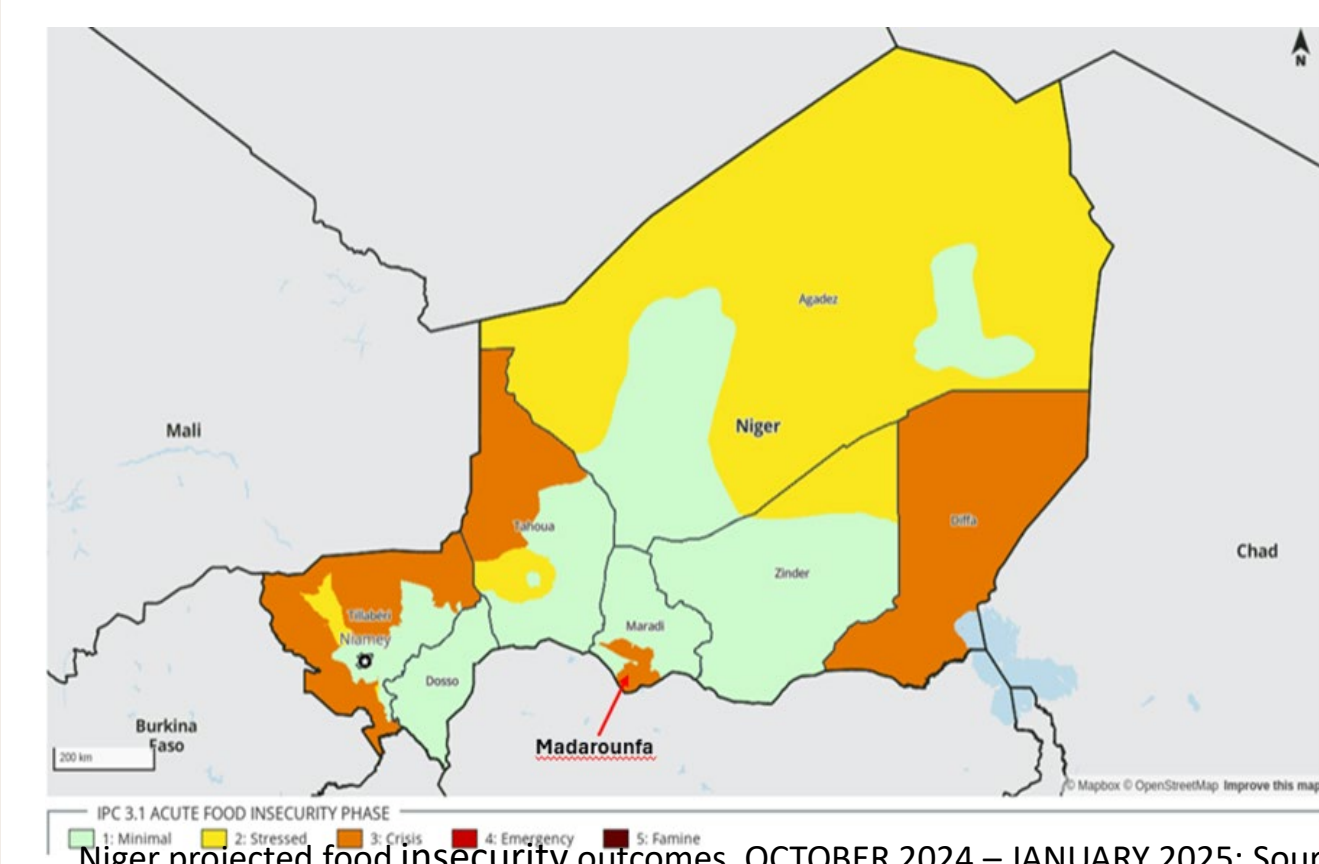 N
Agadez
Mali
Niger
Tahoua
Diffa
Chad
Zinder
Tillabéri
Maradi
Niamey
Dosso
Burkina
Faso
Madarounfa
200 km
© Mapbox © OpenStreetMap Improve this map
IPC 3.1 ACUTE FOOD INSECURITY PHASE
1: Minimal 2: Stressed 3: Crisis 4: Emergency 5: Famine
Niger projected food insecurity outcomes, OCTOBER 2024 – JANUARY 2025; Sour